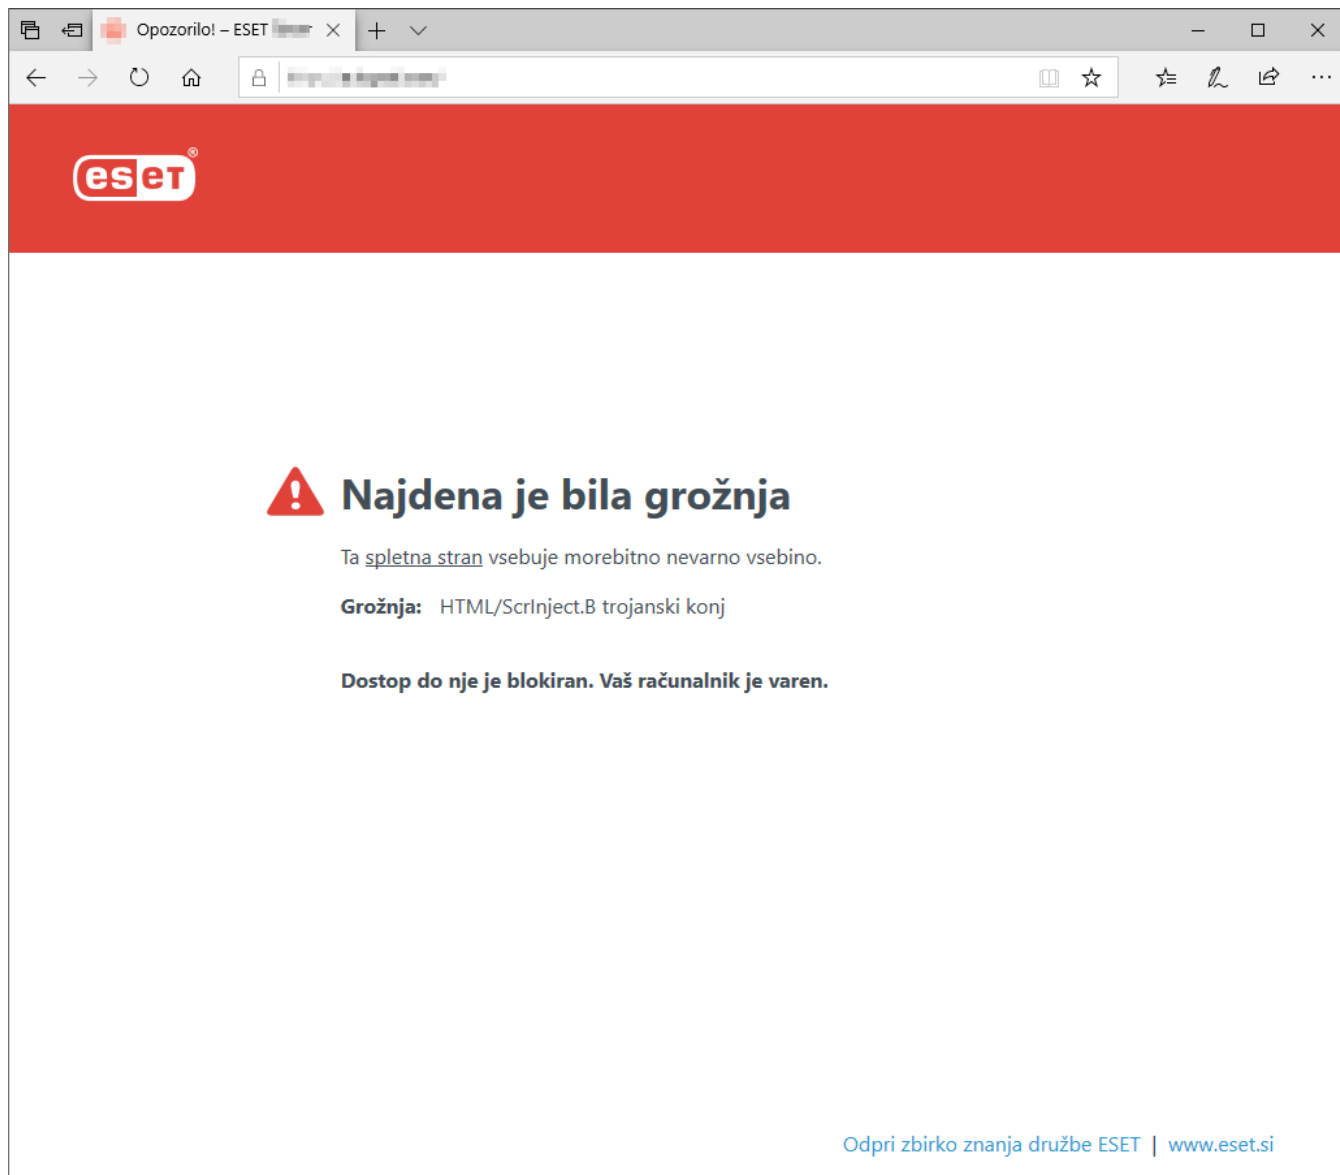 Opozorilo! – ESET
eseT®
Najdena je bila grožnja
Ta spletna stran vsebuje morebitno nevarno vsebino.
Grožnja: HTML/ScrInject.B trojanski konj
Dostop do nje je blokiran. Vaš računalnik je varen.
Odpri zbirko znanja družbe ESET | www.eset.si